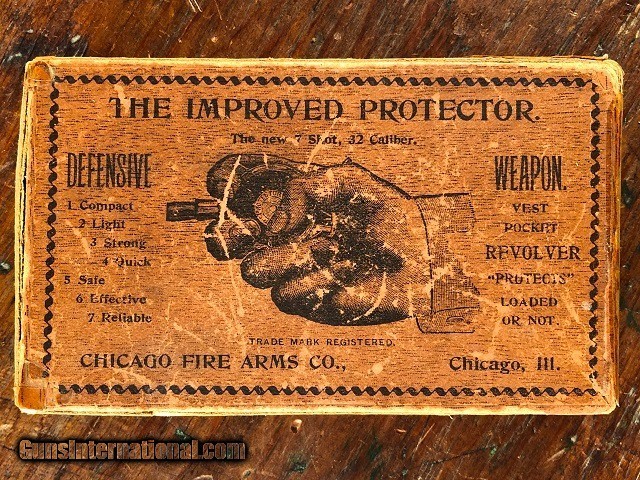 THE IMPROVED PROTECTOR.
The new 7 Shot, 32 Caliber.
DEFENSIVE
1 Compact
2 Light
3 Strong
4 Quick
5 Safe
6 Effective
7 Reliable
WEAPON.
VEST
POCKET
REVOLVER
"PROTECTS"
LOADED
OR NOT.
TRADE MARK REGISTERED.
CHICAGO FIRE ARMS CO., Chicago, Ill.
GunsInternational.com